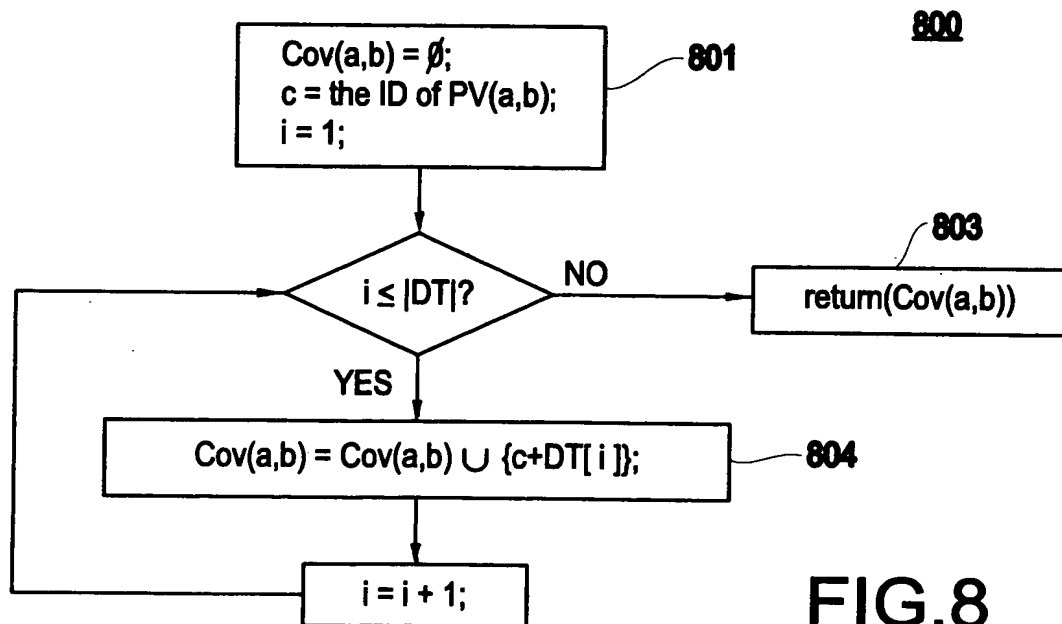 800
Cov(a,b) = ∅;
c = the ID of PV(a,b);
i = 1;
801
i ≤ |DT|?
NO
803
return(Cov(a,b))
YES
Cov(a,b) = Cov(a,b) ∪ {c+DT[ i ]};
804
i = i + 1;
FIG.8